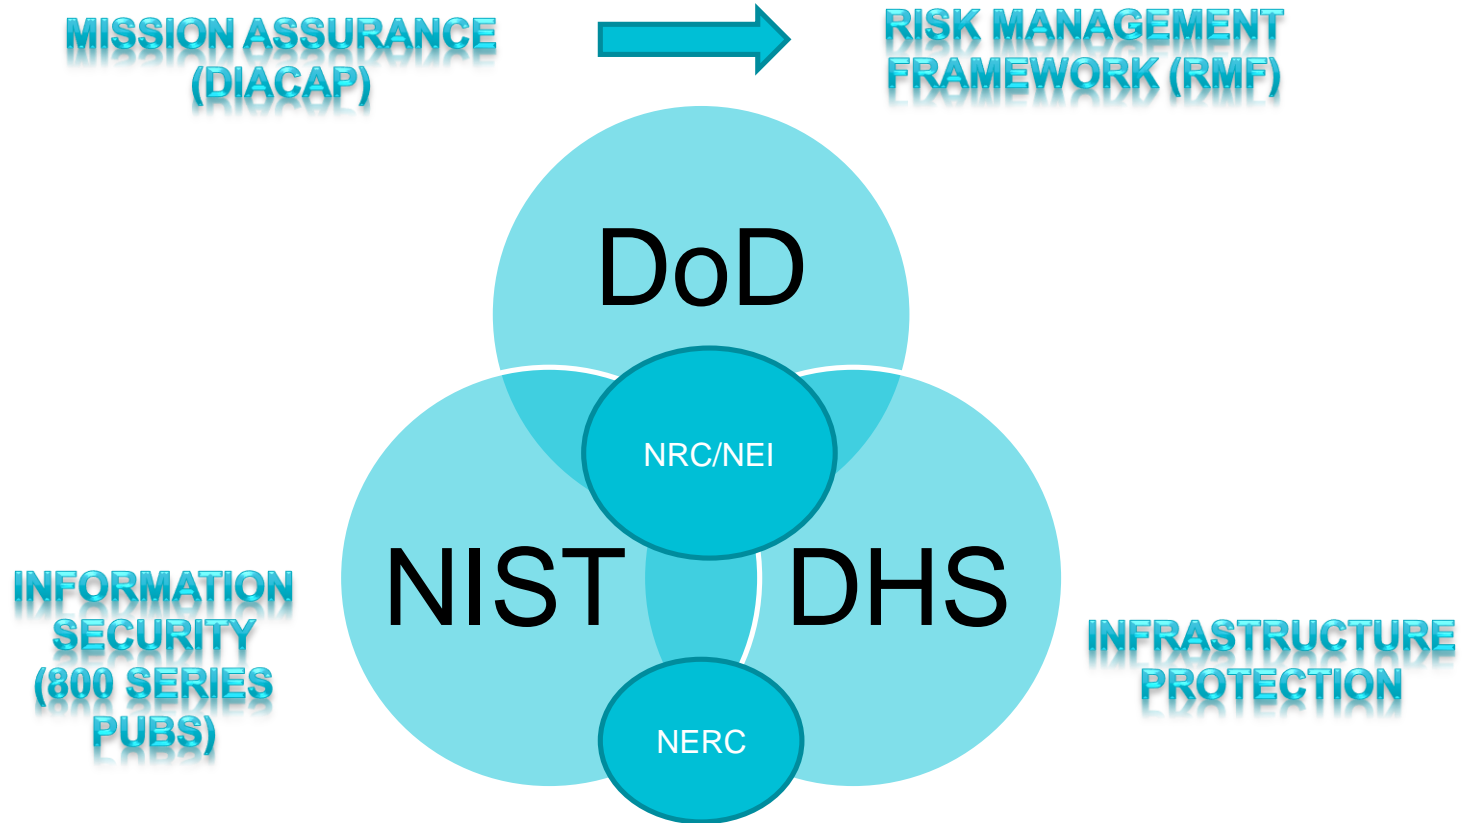 MISSION ASSURANCE
(DIACAP)
RISK MANAGEMENT
FRAMEWORK (RMF)
DoD
NRC/NEI
NIST
DHS
INFORMATION
SECURITY
(800 SERIES
PUBS)
INFRASTRUCTURE
PROTECTION
NERC